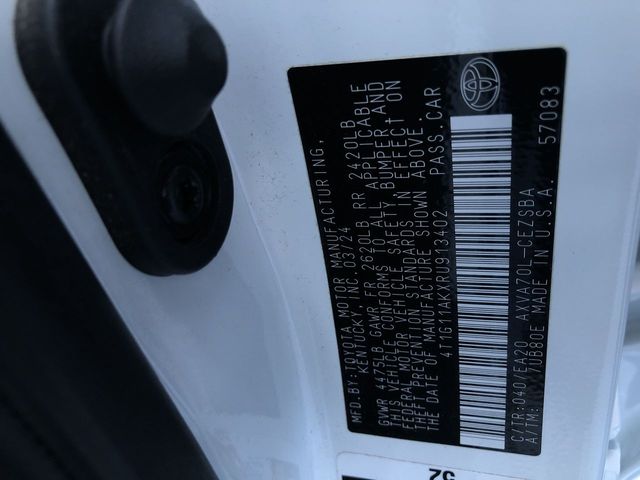 MFD.BY:TOYOTA MOTOR MANUFACTURING,
KENTUCKY, INC. 03/24
GVWR 4475LB GAWR FR 2620LB RR 2420LB
THIS VEHICLE CONFORMS TO ALL APPLICABLE
FEDERAL MOTOR VEHICLE SAFETY, BUMPER, AND
THEFT PREVENTION STANDARDS IN EFFECT ON
THE DATE OF MANUFACTURE SHOWN ABOVE.
4T1G11AKXRU913402 PASS.CAR
C/TR:040/EA20 AXVA70L-CEZSBA
A/TM: /UB80E MADE IN U.S.A. 57083